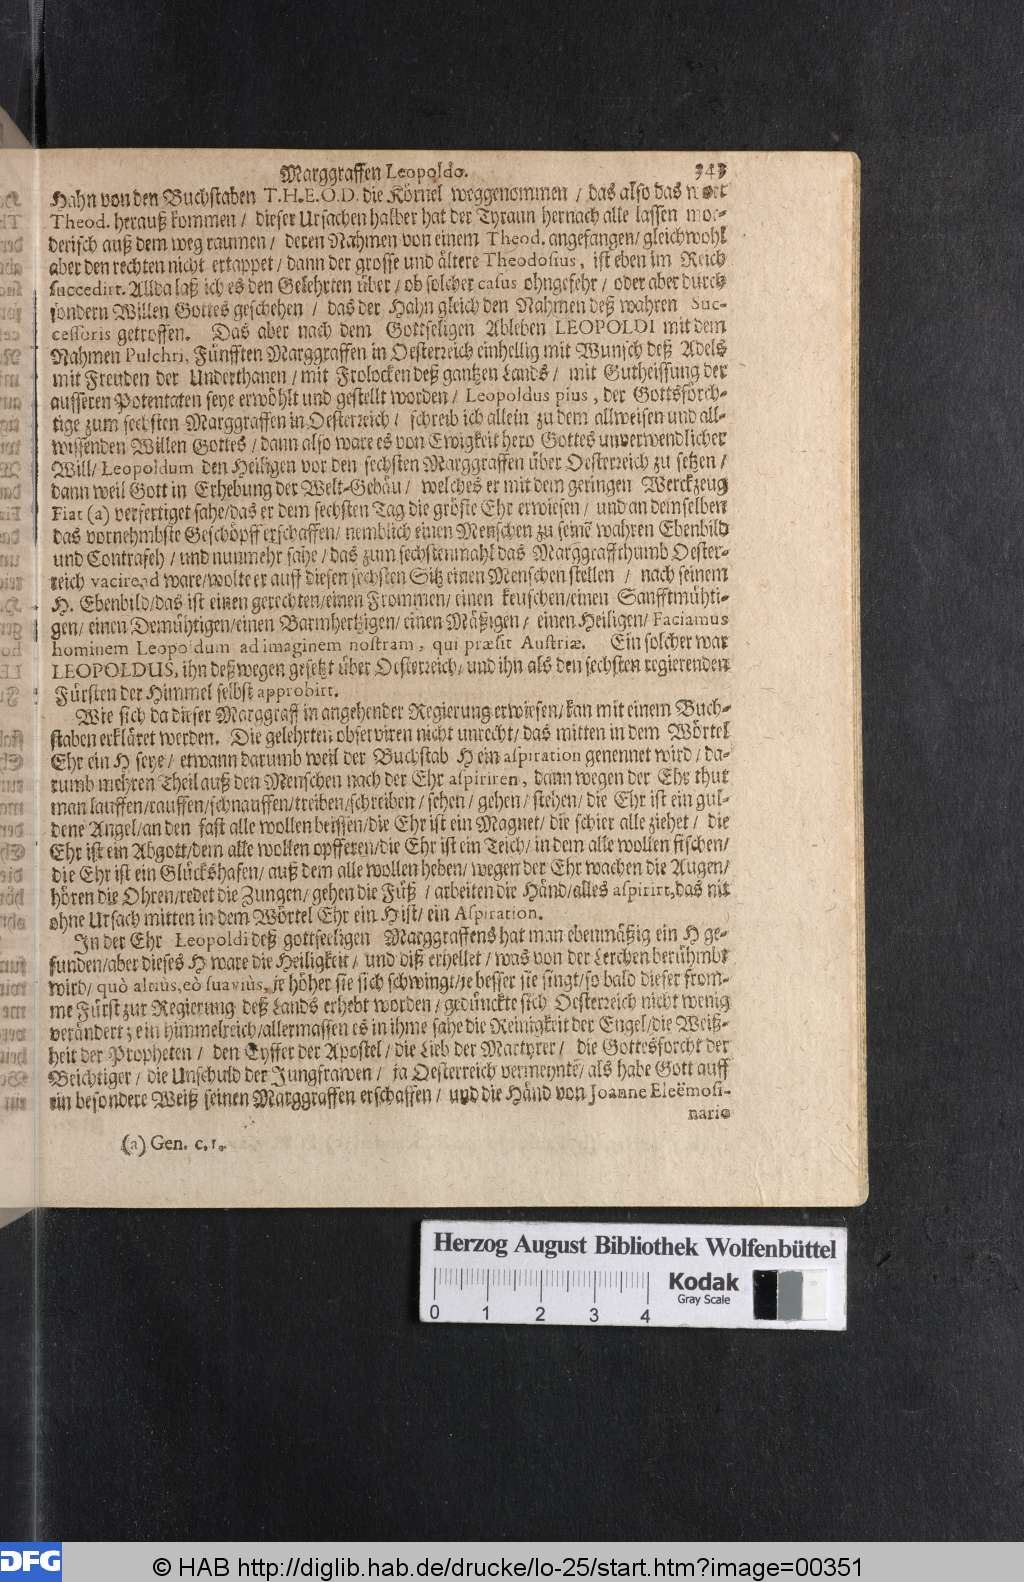 Marggraffen Leopoldo. 343
Hahn von den Buchstaben T.H.E.O.D. die Körnel weggenommen / das also das
Theod. herauß kommen / dieser Ursachen halber hat der Tyrann hernach alle lassen mör-
derisch auß dem weg raumen / deren Nahmen von einem Theod. angefangen / gleichwohl
aber den rechten nicht ertappet / dann der grosse und ältere Theodosius, ist eben im Reich
succedirt. Allda laß ich es den Gelehrten über / ob solcher casus ohngefehr / oder aber durch
sondern Willen Gottes geschehen / das der Hahn gleich den Nahmen deß wahren Suc-
cessoris getroffen. Das aber nach dem Gottseligen Ableben LEOPOLDI mit dem
Nahmen Pulchri, Fünfften Marggraffen in Oesterreich einhellig mit Wunsch deß Adels
mit Freuden der Underthanen / mit Frolocken deß gantzen Lands / mit Gutheissung der
ausseren Potentaten seye erwöhlt und gestellt worden / Leopoldus pius, der Gottsförch-
tige zum sechsten Marggraffen in Oesterreich / schreib ich allein zu dem allweisen und all-
wissenden Willen Gottes / dann also ware es von Ewigkeit hero Gottes unverwendlicher
Will / Leopoldum den Heiligen vor den sechsten Marggraffen über Oesterreich zu setzen /
dann weil Gott in Erhebung der Welt-Gebäu / welches er mit dem geringen Werckzeug
Fiat (a) verfertiget sahe / das er dem sechsten Tag die gröste Ehr erwiesen / und an demselben
das vornehmbste Geschöpff erschaffen / nemblich einen Menschen zu seinē wahren Ebenbild
und Contrafeh / und nunmehr sahe / das zum sechstenmahl das Marggraffthumb Oester-
reich vacirend ware / wolte er auff diesen sechsten Sitz einen Menschen stellen / nach seinem
H. Ebenbild / das ist einen gerechten / einen Frommen / einen keuschen / einen Sanfftmühti-
gen / einen Demühtigen / einen Barmhertzigen / einen Mäßigen / einen Heiligen / Faciamus
hominem Leopoldum ad imaginem nostram, qui præsit Austriæ. Ein solcher war
LEOPOLDUS, ihn deßwegen gesetzt über Oesterreich / und ihn als den sechsten regierenden
Fürsten der Himmel selbst approbirt.
Wie sich da dieser Marggraff in angehender Regierung erwiesen / kan mit einem Buch-
staben erkläret werden. Die gelehrten observiren nicht unrecht / das mitten in dem Wörtel
Ehr ein H seye / etwann darumb weil der Buchstab H ein aspiration genennet wird / da-
rumb mehren Theil auß den Menschen nach der Ehr aspiriren, dann wegen der Ehr thut
man lauffen / rauffen / schnauffen / treiben / schreiben / sehen / gehen / stehen / die Ehr ist ein gul-
dene Angel / an den fast alle wollen beissen / die Ehr ist ein Magnet / die schier alle ziehet / die
Ehr ist ein Abgott / dem alle wollen opfferen / die Ehr ist ein Teich / in dem alle wollen fischen /
die Ehr ist ein Glückshafen / auß dem alle wollen heben / wegen der Ehr wachen die Augen /
hören die Ohren / redet die Zungen / gehen die Füß / arbeiten die Händ / alles aspirirt, das nit
ohne Ursach mitten in dem Wörtel Ehr ein H ist / ein Aspiration.
In der Ehr Leopoldi deß gottseeligen Marggraffens hat man ebenmäßig ein H ge-
funden / aber dieses H ware die Heiligkeit / und diß erhellet / was von der Lerchen berühmbt
wird / quò altiùs, eò suaviùs, je höher sie sich schwingt / je besser sie singt / so bald dieser from-
me Fürst zur Regierung deß Lands erhebt worden / gedünckte sich Oesterreich nicht wenig
verändert zein himmelreich / allermassen es in ihme sahe die Reinigkeit der Engel / die Weiß-
heit der Propheten / den Eyffer der Apostel / die Lieb der Martyrer / die Gottesforcht der
Beichtiger / die Unschuld der Jungfrawen / ja Oesterreich vermeynte / als habe Gott auff
ein besondere Weiß seinen Marggraffen erschaffen / und die Händ von Joanne Eleëmosi-
nario
(a) Gen. c. 1.
Herzog August Bibliothek Wolfenbüttel
Kodak
Gray Scale
0 1 2 3 4
DFG © HAB http://diglib.hab.de/drucke/lo-25/start.htm?image=00351